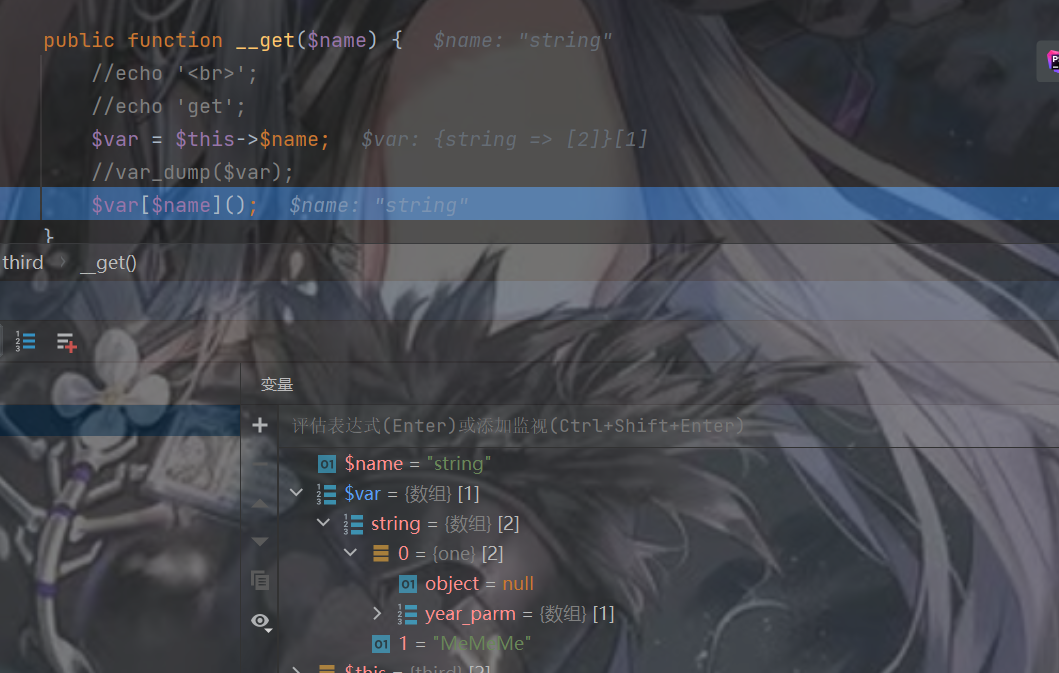 public function __get($name) {   $name: "string"
//echo '<br>';
//echo 'get';
$var = $this->$name;   $var: {string => [2]}[1]
//var_dump($var);
$var[$name]();   $name: "string"
}
third > __get()
变量
评估表达式(Enter)或添加监视(Ctrl+Shift+Enter)
01 $name = "string"
$var = {数组} [1]
string = {数组} [2]
0 = {one} [2]
01 object = null
year_parm = {数组} [1]
01 1 = "MeMeMe"
$this = {third} [2]